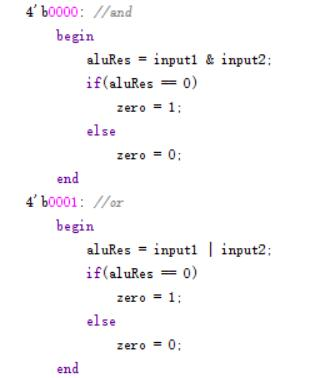 4'b0000: //and
begin
aluRes = input1 & input2;
if(aluRes == 0)
zero = 1;
else
zero = 0;
end
4'b0001: //or
begin
aluRes = input1 | input2;
if(aluRes == 0)
zero = 1;
else
zero = 0;
end